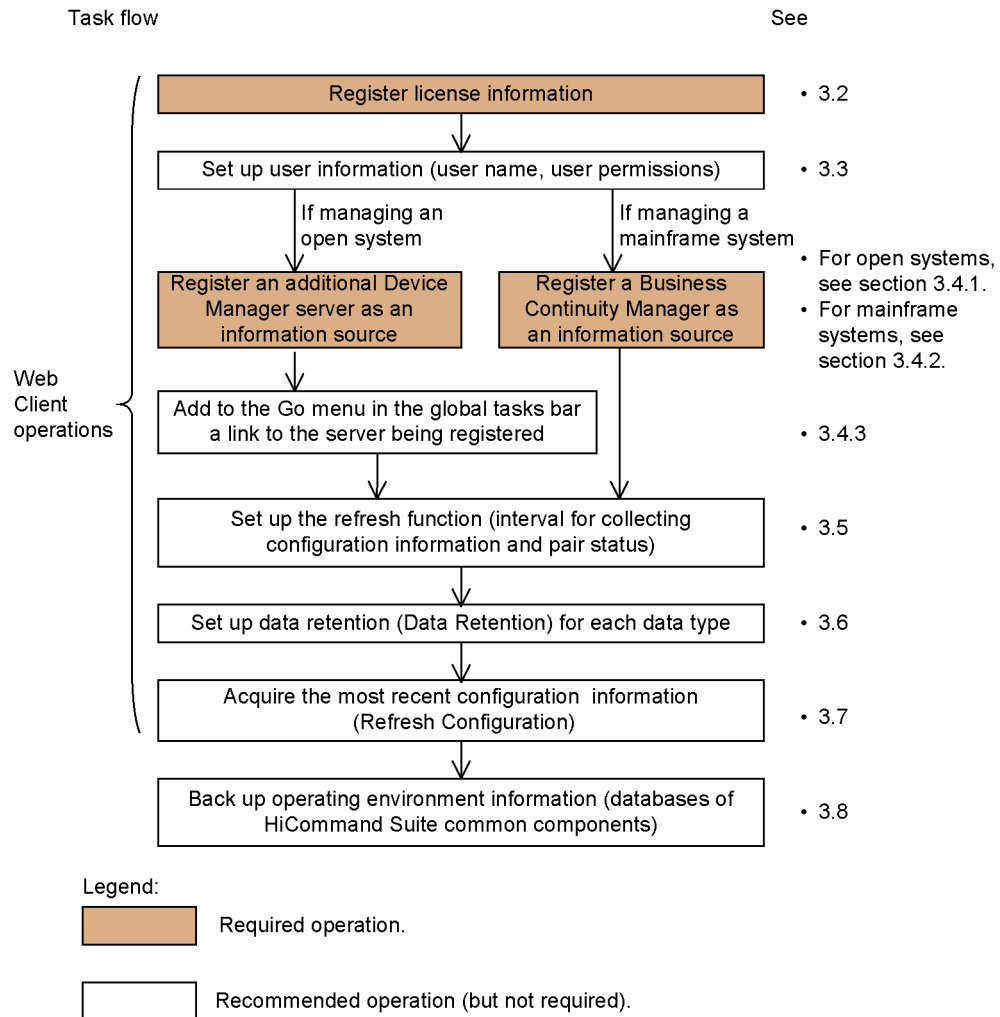 Task flow
See
Register license information
• 3.2
Set up user information (user name, user permissions)
• 3.3
If managing an
open system
If managing a
mainframe system
Register an additional Device
Manager server as an
information source
Register a Business
Continuity Manager as
an information source
• For open systems,
see section 3.4.1.
• For mainframe
systems, see
section 3.4.2.
Web
Client
operations
Add to the Go menu in the global tasks bar
a link to the server being registered
• 3.4.3
Set up the refresh function (interval for collecting
configuration information and pair status)
• 3.5
Set up data retention (Data Retention) for each data type
• 3.6
Acquire the most recent configuration information
(Refresh Configuration)
• 3.7
Back up operating environment information (databases of
HiCommand Suite common components)
• 3.8
Legend:
Required operation.
Recommended operation (but not required).